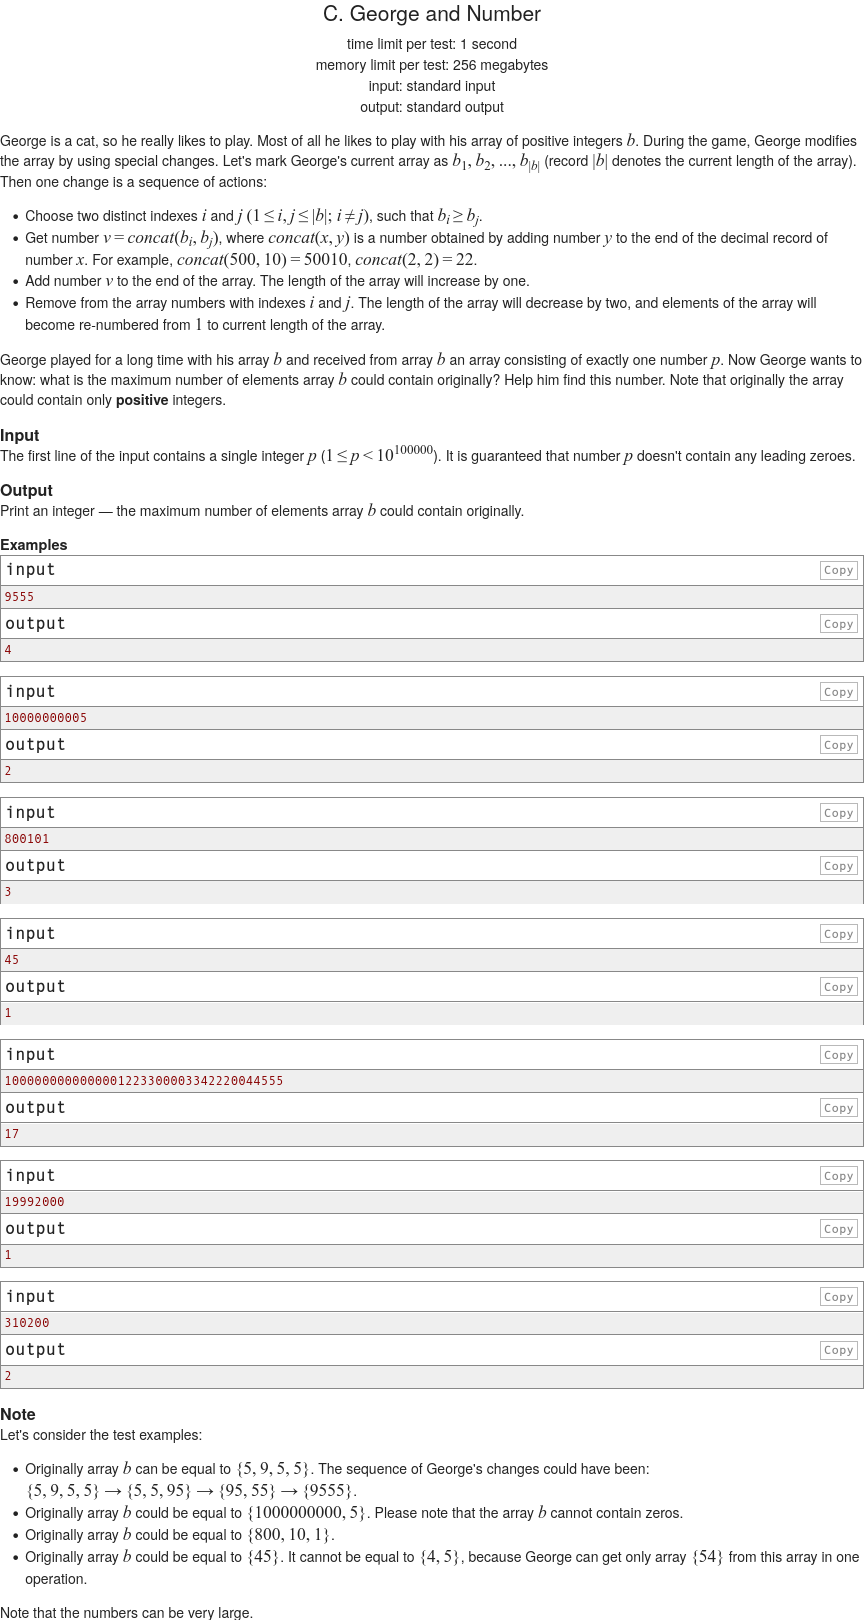 C. George and Number
time limit per test: 1 second
memory limit per test: 256 megabytes
input: standard input
output: standard output
George is a cat, so he really likes to play. Most of all he likes to play with his array of positive integers b. During the game, George modifies
the array by using special changes. Let's mark George's current array as b1, b2, ..., b|b| (record |b| denotes the current length of the array).
Then one change is a sequence of actions:
• Choose two distinct indexes i and j (1 ≤ i, j ≤ |b|; i ≠ j), such that bi ≥ bj.
• Get number v = concat(bi, bj), where concat(x, y) is a number obtained by adding number y to the end of the decimal record of
number x. For example, concat(500, 10) = 50010, concat(2, 2) = 22.
• Add number v to the end of the array. The length of the array will increase by one.
• Remove from the array numbers with indexes i and j. The length of the array will decrease by two, and elements of the array will
become re-numbered from 1 to current length of the array.
George played for a long time with his array b and received from array b an array consisting of exactly one number p. Now George wants to
know: what is the maximum number of elements array b could contain originally? Help him find this number. Note that originally the array
could contain only positive integers.
Input
The first line of the input contains a single integer p (1 ≤ p < 10^100000). It is guaranteed that number p doesn't contain any leading zeroes.
Output
Print an integer — the maximum number of elements array b could contain originally.
Examples
input Copy
9555
output Copy
4
input Copy
10000000005
output Copy
2
input Copy
800101
output Copy
3
input Copy
45
output Copy
1
input Copy
1000000000000001223300003342220044555
output Copy
17
input Copy
19992000
output Copy
1
input Copy
310200
output Copy
2
Note
Let's consider the test examples:
• Originally array b can be equal to {5, 9, 5, 5}. The sequence of George's changes could have been:
{5, 9, 5, 5} → {5, 5, 95} → {95, 55} → {9555}.
• Originally array b could be equal to {1000000000, 5}. Please note that the array b cannot contain zeros.
• Originally array b could be equal to {800, 10, 1}.
• Originally array b could be equal to {45}. It cannot be equal to {4, 5}, because George can get only array {54} from this array in one
operation.
Note that the numbers can be very large.